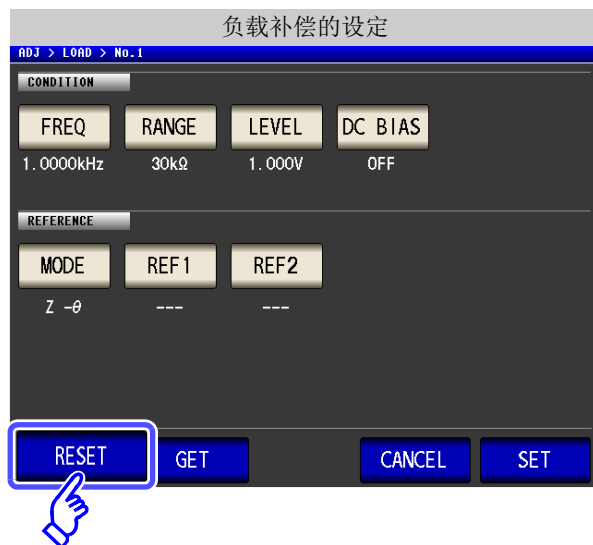 负载补偿的设定
ADJ > LOAD > No.1
CONDITION
FREQ RANGE LEVEL DC BIAS
1.0000kHz 30kΩ 1.000V OFF
REFERENCE
MODE REF1 REF2
Z -θ --- ---
RESET GET CANCEL SET